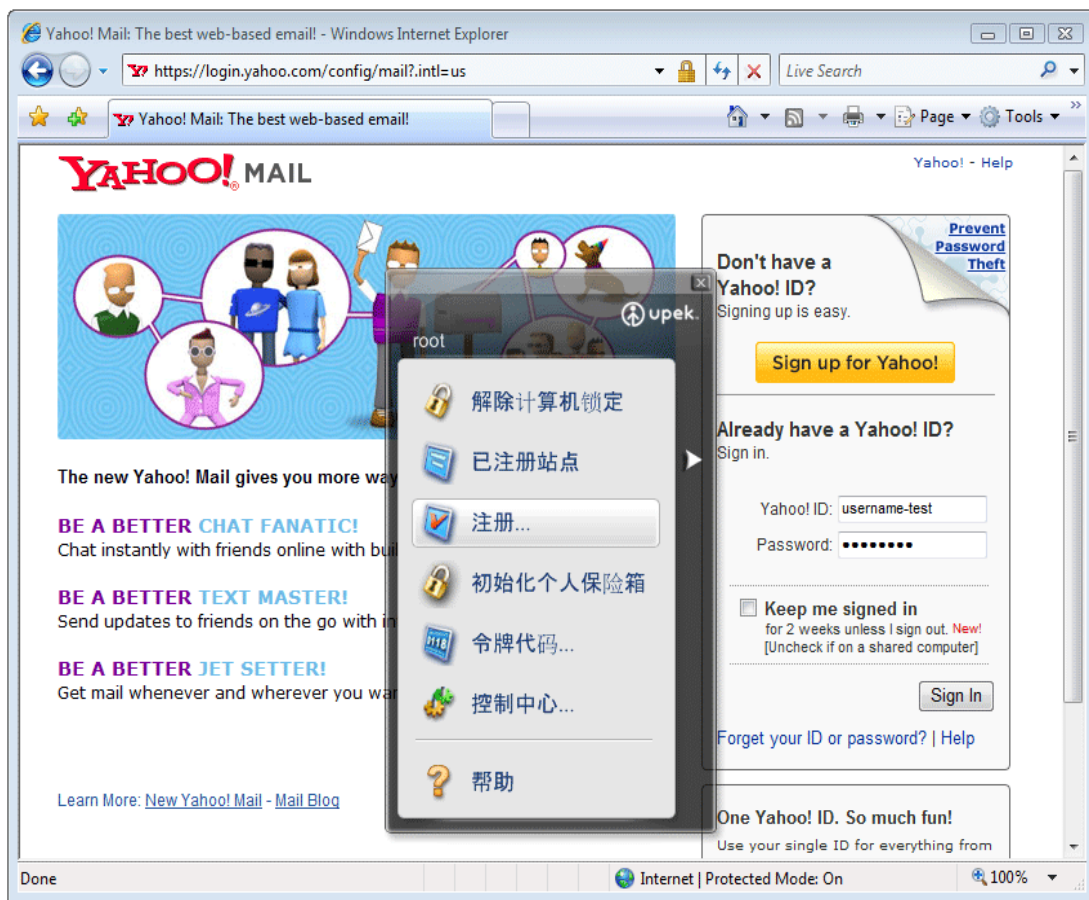 Yahoo! Mail: The best web-based email! - Windows Internet Explorer
https://login.yahoo.com/config/mail?.intl=us
Live Search
Yahoo! Mail: The best web-based email!
Page
Tools
YAHOO! MAIL
Yahoo! - Help
Prevent
Password
Theft
Don't have a
Yahoo! ID?
Signing up is easy.
Sign up for Yahoo!
Already have a Yahoo! ID?
Sign in.
Yahoo! ID: username-test
Password: ••••••••
Keep me signed in
for 2 weeks unless I sign out. New!
[Uncheck if on a shared computer]
Sign In
Forget your ID or password? | Help
One Yahoo! ID. So much fun!
Use your single ID for everything from
upek
root
解除计算机锁定
已注册站点
注册...
初始化个人保险箱
令牌代码...
控制中心...
帮助
The new Yahoo! Mail gives you more
BE A BETTER CHAT FANATIC!
Chat instantly with friends online with
BE A BETTER TEXT MASTER!
Send updates to friends on the go with
BE A BETTER JET SETTER!
Get mail whenever and wherever you
Learn More: New Yahoo! Mail - Mail Blog
Done
Internet | Protected Mode: On
100%